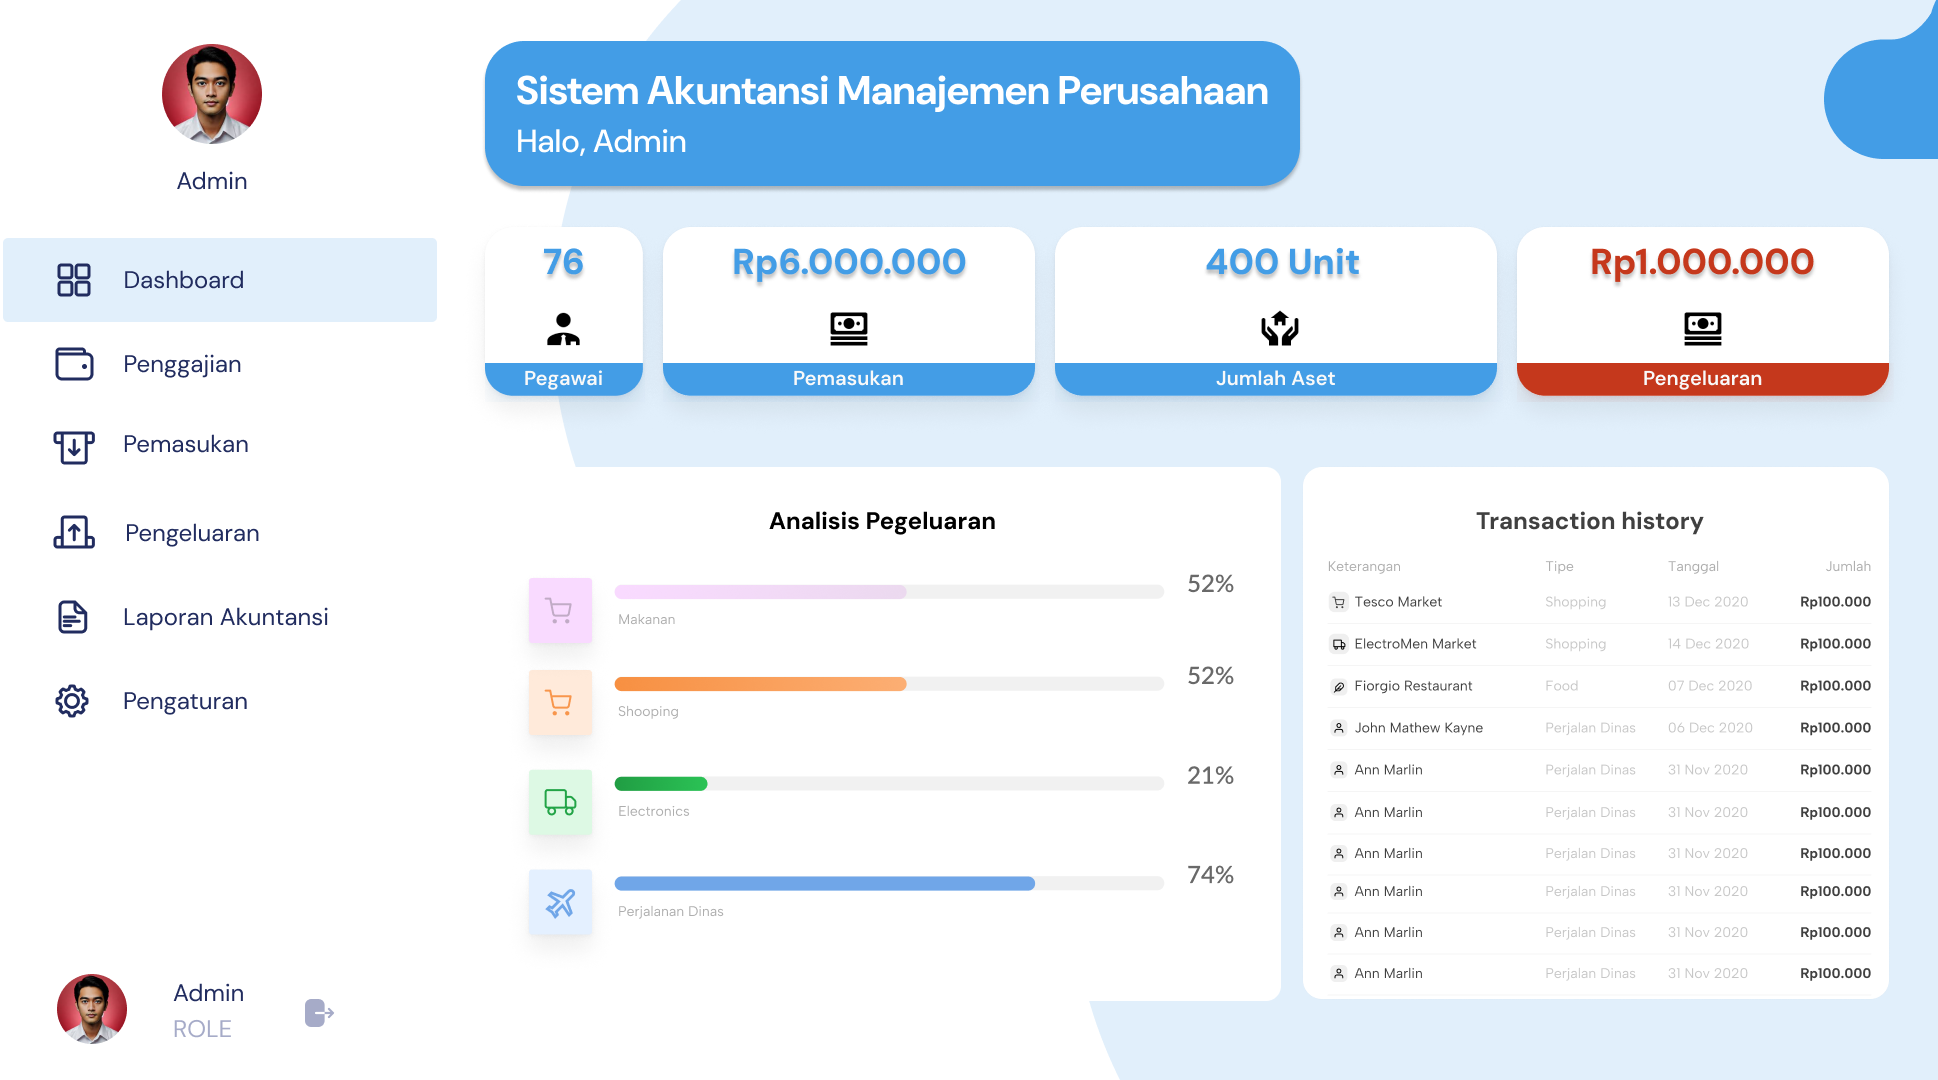 Admin
Dashboard
Penggajian
Pemasukan
Pengeluaran
Laporan Akuntansi
Pengaturan
Admin
ROLE
Sistem Akuntansi Manajemen Perusahaan
Halo, Admin
76
Pegawai
Rp6.000.000
Pemasukan
400 Unit
Jumlah Aset
Rp1.000.000
Pengeluaran
Analisis Pegeluaran
52%
Makanan
52%
Shooping
21%
Electronics
74%
Perjalanan Dinas
Transaction history
Keterangan Tipe Tanggal Jumlah
Tesco Market Shopping 13 Dec 2020 Rp100.000
ElectroMen Market Shopping 14 Dec 2020 Rp100.000
Fiorgio Restaurant Food 07 Dec 2020 Rp100.000
John Mathew Kayne Perjalan Dinas 06 Dec 2020 Rp100.000
Ann Marlin Perjalan Dinas 31 Nov 2020 Rp100.000
Ann Marlin Perjalan Dinas 31 Nov 2020 Rp100.000
Ann Marlin Perjalan Dinas 31 Nov 2020 Rp100.000
Ann Marlin Perjalan Dinas 31 Nov 2020 Rp100.000
Ann Marlin Perjalan Dinas 31 Nov 2020 Rp100.000
Ann Marlin Perjalan Dinas 31 Nov 2020 Rp100.000